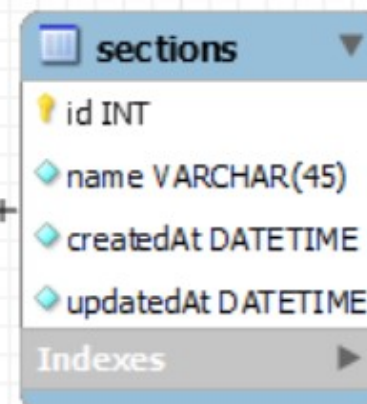 sections
id INT
name VARCHAR(45)
createdAt DATETIME
updatedAt DATETIME
Indexes